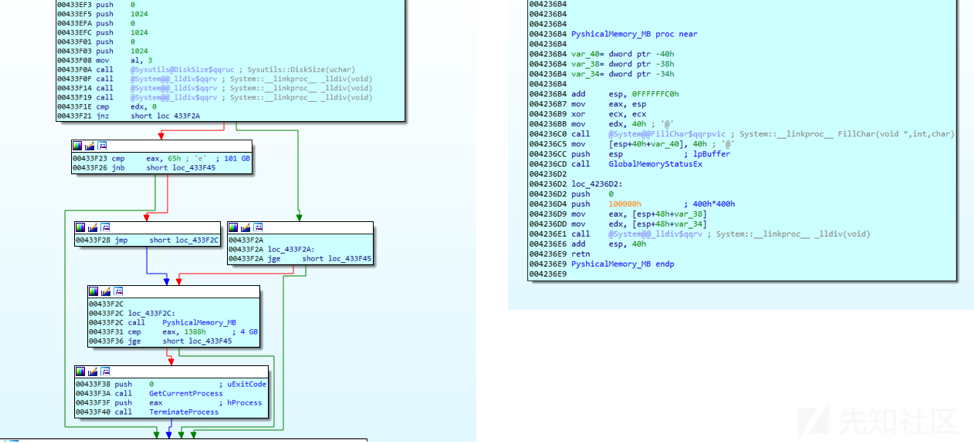 00433EF3 push    0
00433EF5 push    1024
00433EFA push    0
00433EFC push    1024
00433F01 push    0
00433F03 push    1024
00433F08 mov     al, 3
00433F0A call    @Sysutils@DiskSize$qqruc ; Sysutils::DiskSize(uchar)
00433F0F call    @System@@_lldiv$qqrv ; System::__linkproc__ _lldiv(void)
00433F14 call    @System@@_lldiv$qqrv ; System::__linkproc__ _lldiv(void)
00433F19 call    @System@@_lldiv$qqrv ; System::__linkproc__ _lldiv(void)
00433F1E cmp     edx, 0
00433F21 jnz     short loc_433F2A
00433F23 cmp     eax, 65h ; 'e'  ; 101 GB
00433F26 jnb     short loc_433F45
00433F28 jmp     short loc_433F2C
00433F2A
00433F2A loc_433F2A:
00433F2A jge     short loc_433F45
00433F2C
00433F2C loc_433F2C:
00433F2C call    PyshicalMemory_MB
00433F31 cmp     eax, 1388h      ; 4 GB
00433F36 jge     short loc_433F45
00433F38 push    0               ; uExitCode
00433F3A call    GetCurrentProcess
00433F3F push    eax             ; hProcess
00433F40 call    TerminateProcess
004236B4
004236B4
004236B4
004236B4 PyshicalMemory_MB proc near
004236B4
004236B4 var_40= dword ptr -40h
004236B4 var_38= dword ptr -38h
004236B4 var_34= dword ptr -34h
004236B4
004236B4 add     esp, 0FFFFFFC0h
004236B7 mov     eax, esp
004236B9 xor     ecx, ecx
004236BB mov     edx, 40h ; '@'
004236C0 call    @System@@FillChar$qqrpvic ; System::__linkproc__ FillChar(void *,int,char)
004236C5 mov     [esp+40h+var_40], 40h ; '@'
004236CC push    esp             ; lpBuffer
004236CD call    GlobalMemoryStatusEx
004236D2
004236D2 loc_4236D2:
004236D2 push    0
004236D4 push    100000h         ; 400h*400h
004236D9 mov     eax, [esp+48h+var_38]
004236DD mov     edx, [esp+48h+var_34]
004236E1 call    @System@@_lldiv$qqrv ; System::__linkproc__ _lldiv(void)
004236E6 add     esp, 40h
004236E9 retn
004236E9 PyshicalMemory_MB endp
004236E9
先知社区